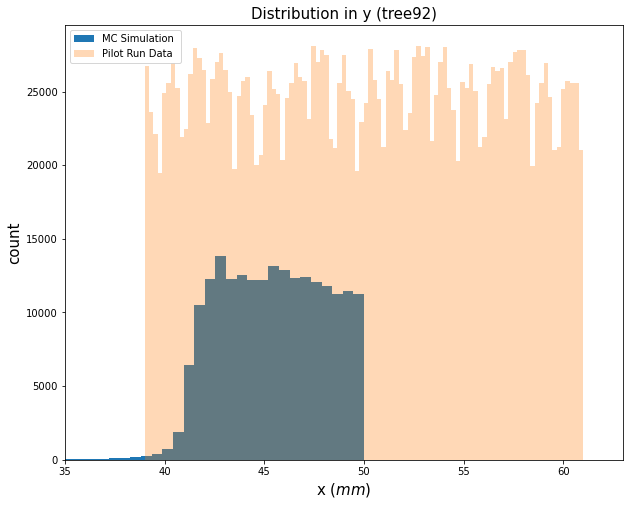 Distribution in y (tree92)
MC Simulation
Pilot Run Data
count
25000
20000
15000
10000
5000
0
35 40 45 50 55 60
x (mm)